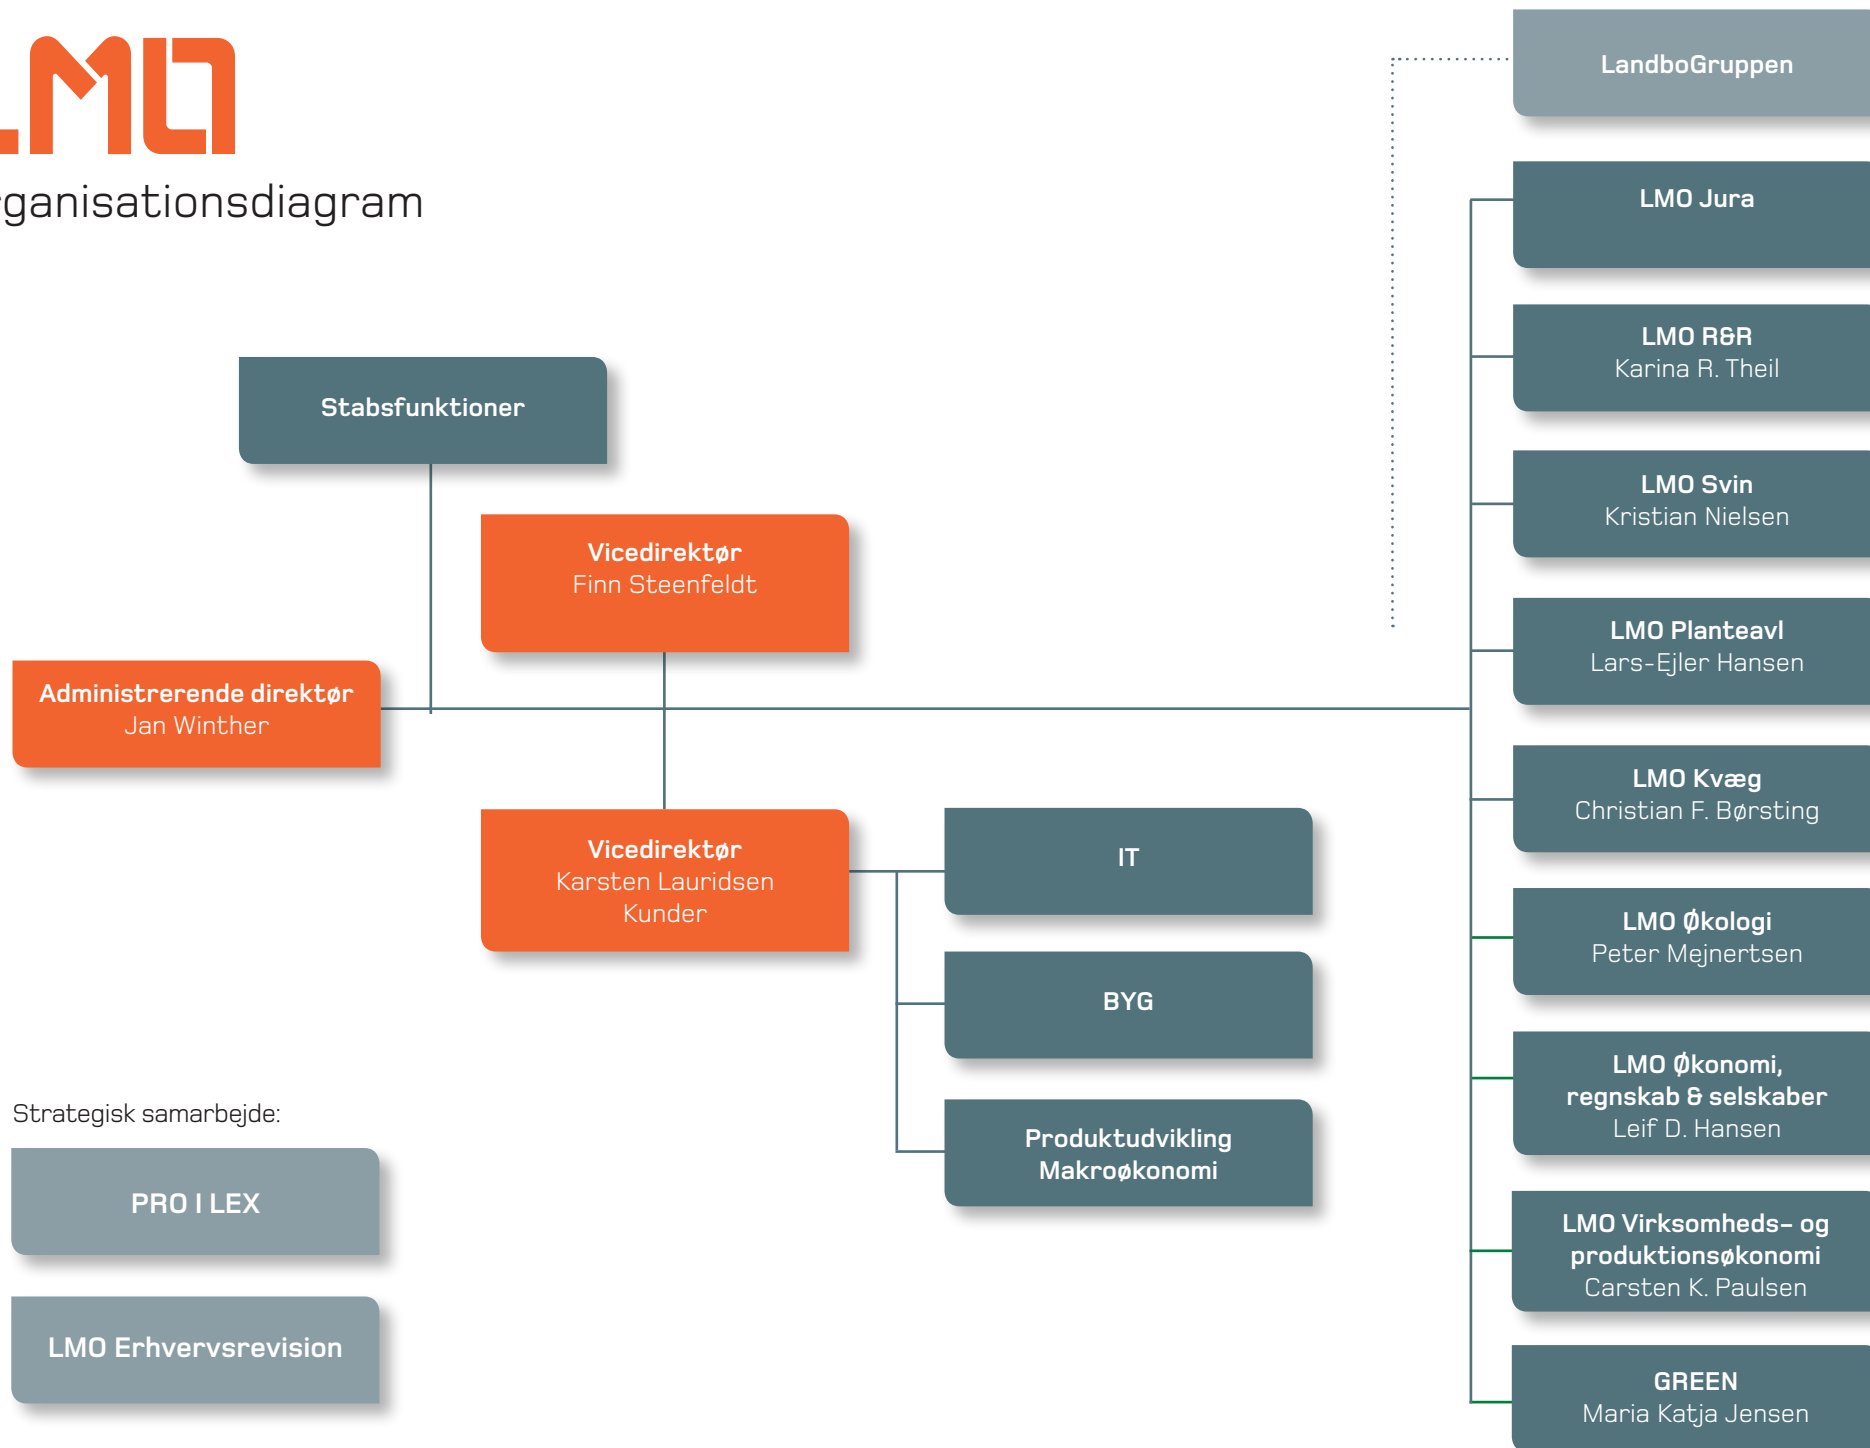 LMO
rganisationsdiagram
LandboGruppen
LMO Jura
LMO R&R
Karina R. Theil
LMO Svin
Kristian Nielsen
LMO Planteavl
Lars-Ejler Hansen
LMO Kvæg
Christian F. Børsting
LMO Økologi
Peter Mejnertsen
LMO Økonomi,
regnskab & selskaber
Leif D. Hansen
LMO Virksomheds- og
produktionsøkonomi
Carsten K. Paulsen
GREEN
Maria Katja Jensen
Stabsfunktioner
Vicedirektør
Finn Steenfeldt
Administrerende direktør
Jan Winther
Vicedirektør
Karsten Lauridsen
Kunder
IT
BYG
Produktudvikling
Makroøkonomi
Strategisk samarbejde:
PRO I LEX
LMO Erhvervsrevision